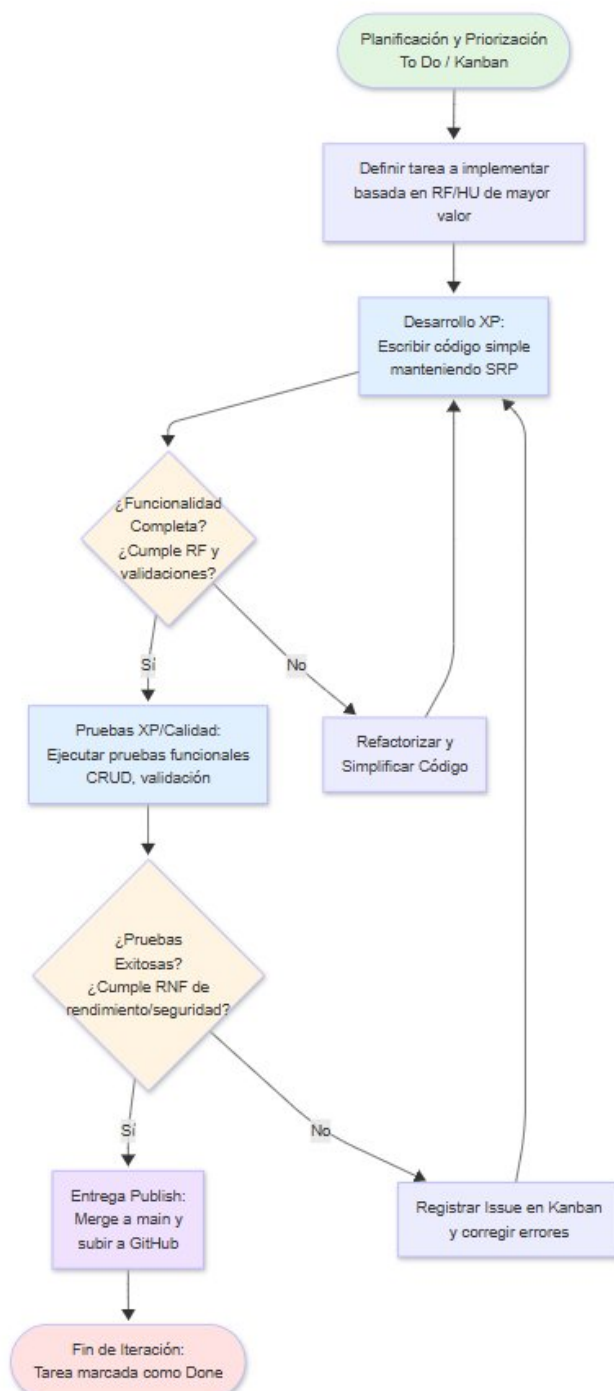 Planificación y Priorización
To Do / Kanban
Definir tarea a implementar
basada en RF/HU de mayor
valor
Desarrollo XP:
Escribir código simple
manteniendo SRP
¿Funcionalidad
Completa?
¿Cumple RF y
validaciones?
Sí
No
Pruebas XP/Calidad:
Ejecutar pruebas funcionales
CRUD, validación
Refactorizar y
Simplificar Código
¿Pruebas
Exitosas?
¿Cumple RNF de
rendimiento/seguridad?
Sí
No
Entrega Publish:
Merge a main y
subir a GitHub
Registrar Issue en Kanban
y corregir errores
Fin de Iteración:
Tarea marcada como Done